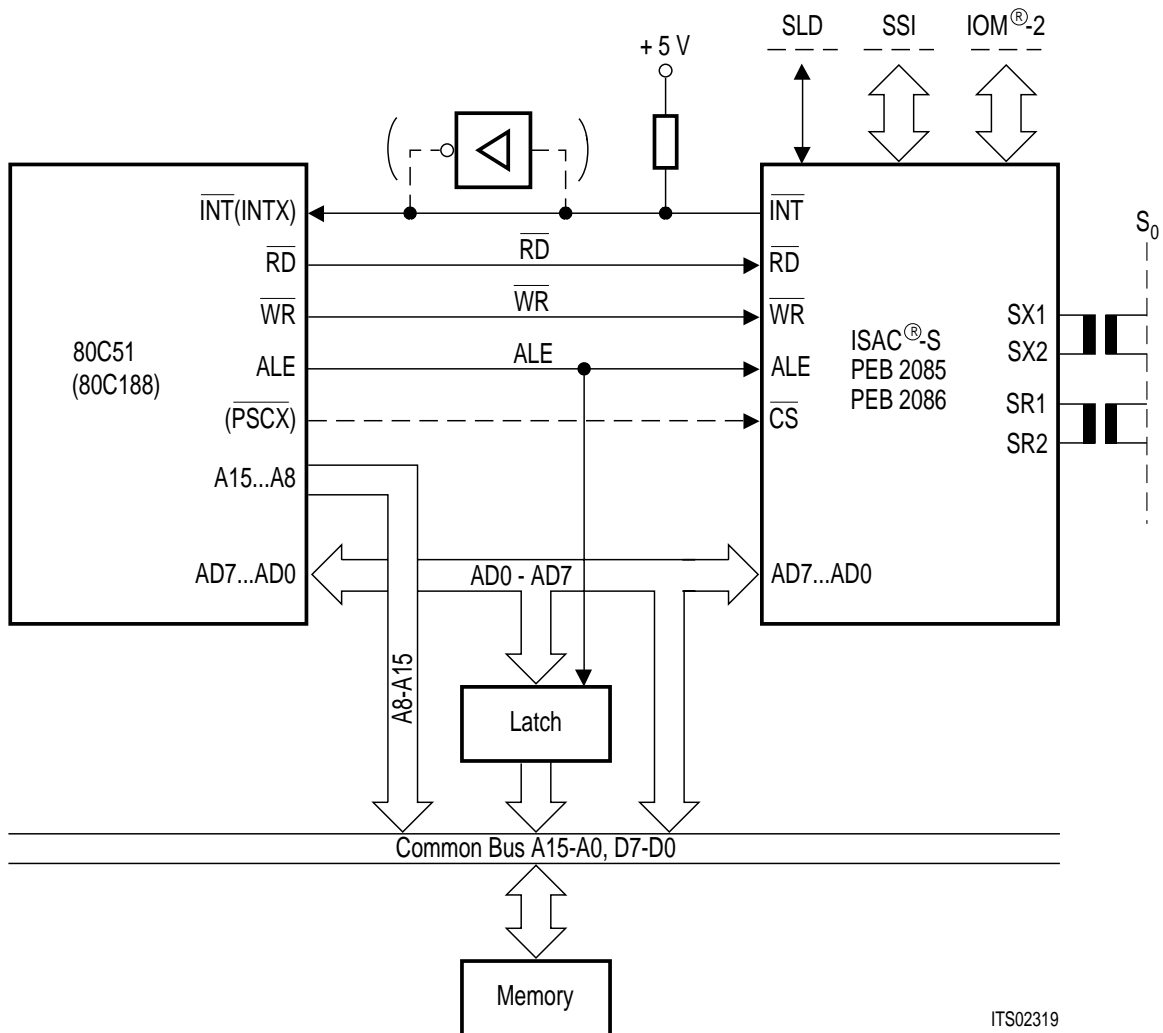 SLD
SSI
IOM®-2
+ 5 V
INT(INTX)
RD
WR
ALE
(PSCX)
A15...A8
AD7...AD0
80C51
(80C188)
RD
WR
ALE
AD0 - AD7
A8-A15
INT
RD
WR
ALE
CS
AD7...AD0
ISAC®-S
PEB 2085
PEB 2086
SX1
SX2
SR1
SR2
S0
Latch
Common Bus A15-A0, D7-D0
Memory
ITS02319